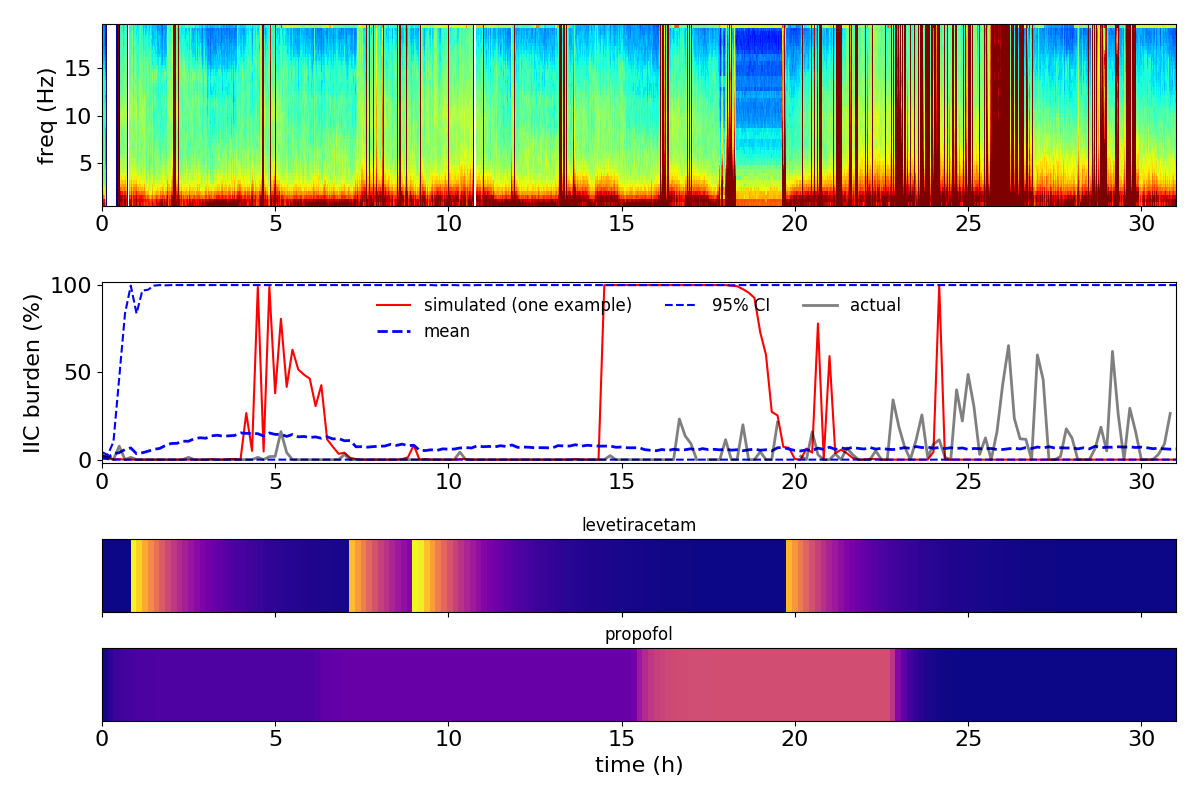 15
10
5
freq (Hz)
0 5 10 15 20 25 30
100
50
0
IIC burden (%)
simulated (one example) 95% CI actual
mean
0 5 10 15 20 25 30
levetiracetam
propofol
0 5 10 15 20 25 30
time (h)